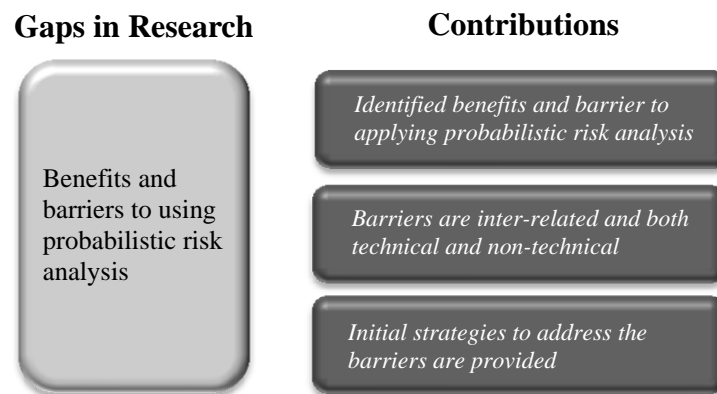 Gaps in Research
Contributions
Benefits and
barriers to using
probabilistic risk
analysis
Identified benefits and barrier to
applying probabilistic risk analysis
Barriers are inter-related and both
technical and non-technical
Initial strategies to address the
barriers are provided